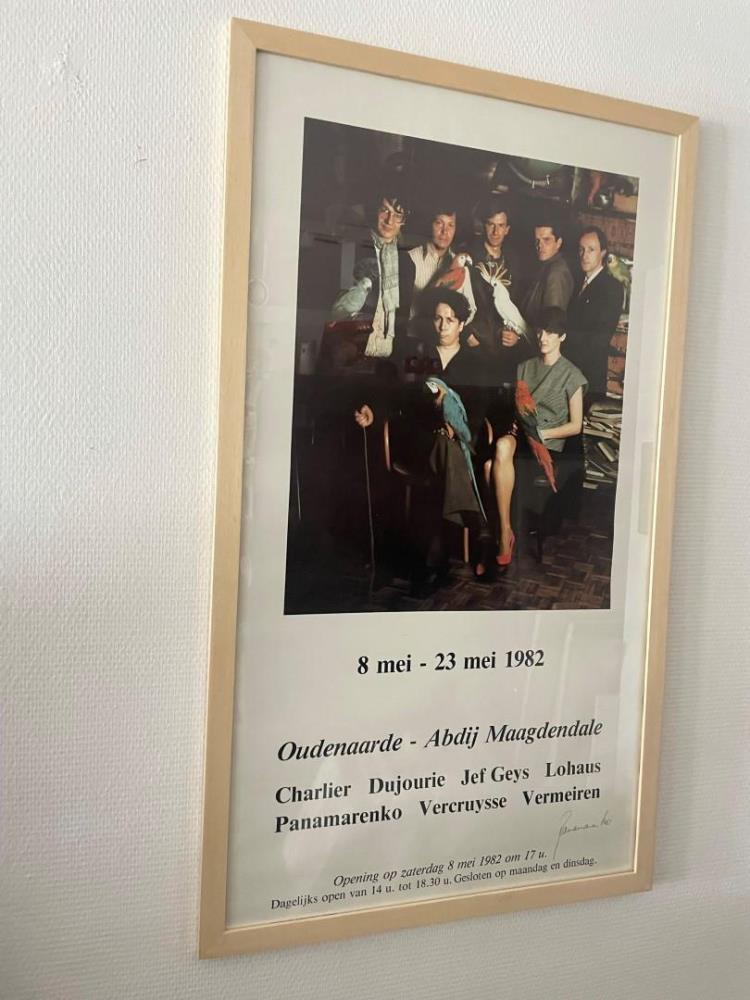 8 mei - 23 mei 1982
Oudenaarde - Abdij Maagdendale
Charlier Dujourie Jef Geys Lohaus
Panamarenko Vercruysse Vermeiren
Panamarenko
Opening op zaterdag 8 mei 1982 om 17 u.
Dagelijks open van 14 u. tot 18.30 u. Gesloten op maandag en dinsdag.